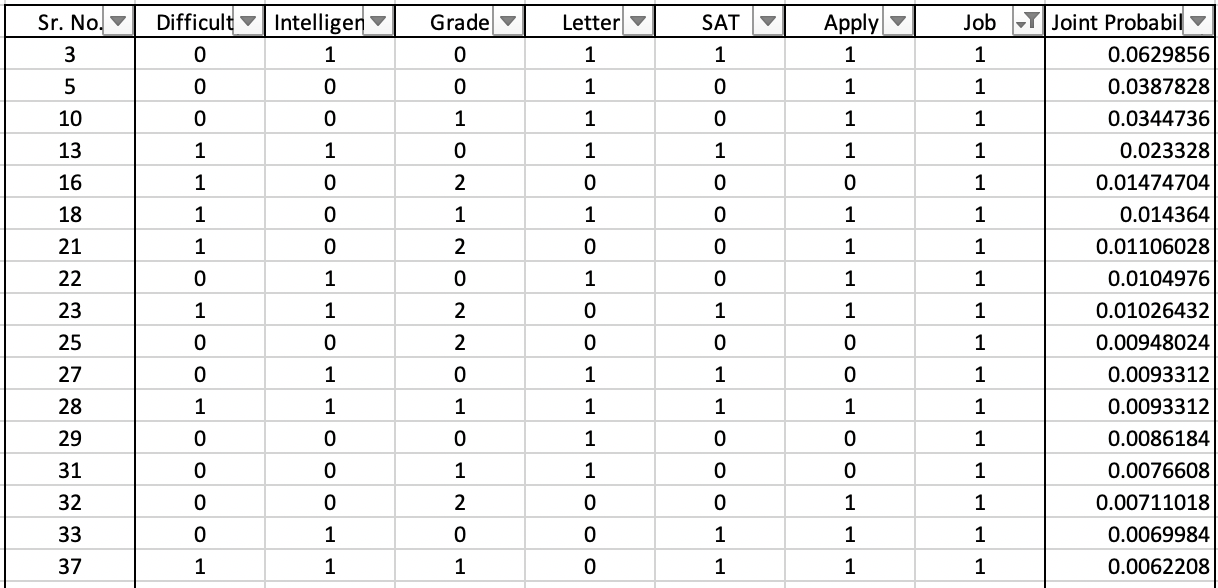 Sr. No. Difficult Intelligen Grade Letter SAT Apply Job Joint Probabil
3 0 1 0 1 1 1 1 0.0629856
5 0 0 0 1 0 1 1 0.0387828
10 0 0 1 1 0 1 1 0.0344736
13 1 1 0 1 1 1 1 0.023328
16 1 0 2 0 0 0 1 0.01474704
18 1 0 1 1 0 1 1 0.014364
21 1 0 2 0 0 1 1 0.01106028
22 0 1 0 1 0 1 1 0.0104976
23 1 1 2 0 1 1 1 0.01026432
25 0 0 2 0 0 0 1 0.00948024
27 0 1 0 1 1 0 1 0.0093312
28 1 1 1 1 1 1 1 0.0093312
29 0 0 0 1 0 0 1 0.0086184
31 0 0 1 1 0 0 1 0.0076608
32 0 0 2 0 0 1 1 0.00711018
33 0 1 0 0 1 1 1 0.0069984
37 1 1 1 0 1 1 1 0.0062208